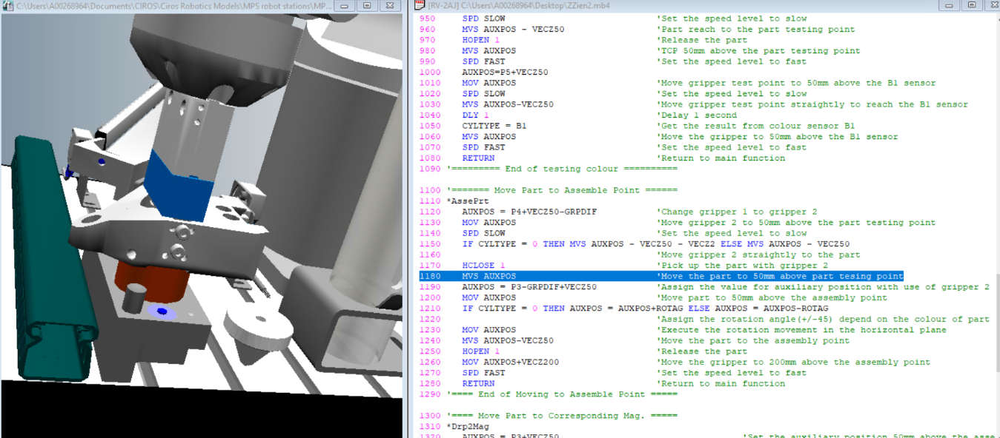 C:\Users\A00268964\Documents\CIROS\Ciros Robotics Models\MPS robot stations\MP...
[RV-2AJ] C:\Users\A00268964\Desktop\ZZien2.mb4
950 SPD SLOW 'Set the speed level to slow
960 MVS AUXPOS - VECZ50 'Part reach to the part testing point
970 HOPEN 1 'Release the part
980 MVS AUXPOS 'TCP 50mm above the part testing point
990 SPD FAST 'Set the speed level to fast
1000 AUXPOS=P5+VECZ50
1010 MOV AUXPOS 'Move gripper test point to 50mm above the B1 sensor
1020 SPD SLOW 'Set the speed level to slow
1030 MVS AUXPOS-VECZ50 'Move gripper test point straightly to reach the B1 sensor
1040 DLY 1 'Delay 1 second
1050 CYLTYPE = B1 'Get the result from colour sensor B1
1060 MVS AUXPOS 'Move the gripper to 50mm above the B1 sensor
1070 SPD FAST 'Set the speed level to fast
1080 RETURN 'Return to main function
1090 '========= End of testing colour ==========
1100 '======= Move Part to Assemble Point ======
1110 *AssePrt
1120 AUXPOS = P4+VECZ50-GRPDIF 'Change gripper 1 to gripper 2
1130 MOV AUXPOS 'Move gripper 2 to 50mm above the part testing point
1140 SPD SLOW 'Set the speed level to slow
1150 IF CYLTYPE = 0 THEN MVS AUXPOS - VECZ50 - VECZ2 ELSE MVS AUXPOS - VECZ50
1160 'Move gripper 2 straightly to the part
1170 HCLOSE 1 'Pick up the part with gripper 2
1180 MVS AUXPOS 'Move the part to 50mm above part tesing point
1190 AUXPOS = P3-GRPDIF+VECZ50 'Assign the value for auxiliary position with use of gripper 2
1200 MOV AUXPOS 'Move part to 50mm above the assembly point
1210 IF CYLTYPE = 0 THEN AUXPOS = AUXPOS+ROTAG ELSE AUXPOS = AUXPOS-ROTAG
1220 'Assign the rotation angle(+/-45) depend on the colour of part
1230 MOV AUXPOS 'Execute the rotation movement in the horizontal plane
1240 MVS AUXPOS-VECZ50 'Move the part to the assembly point
1250 HOPEN 1 'Release the part
1260 MOV AUXPOS+VECZ200 'Move the gripper to 200mm above the assembly point
1270 SPD FAST 'Set the speed level to fast
1280 RETURN 'Return to main function
1290 '==== End of Moving to Assemble Point =====
1300 '==== Move Part to Corresponding Mag. =====
1310 *Drp2Mag
1320 AUXPOS = P3+VECZ50 'Set the auxiliary position 50mm above the asse